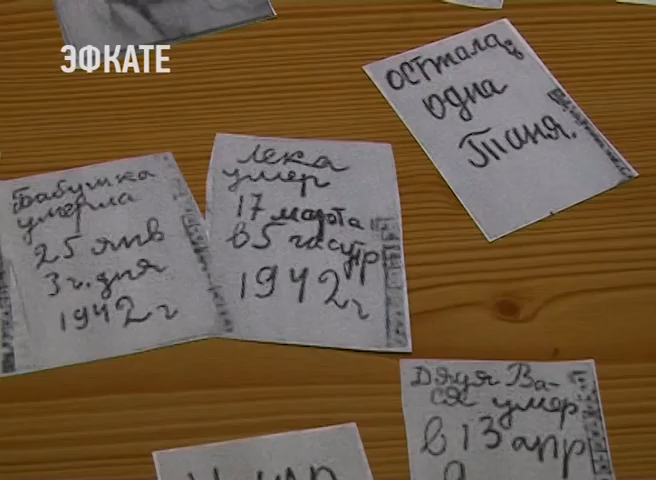 ЭФКАТЕ
осталась
одна
Таня.
Бабушка
умерла
25 янв
3 ч. дня
1942 г
Лека
умер
17 марта
в 5 час утр
1942 г
Дядя Ва-
ся умер
в 13 апр